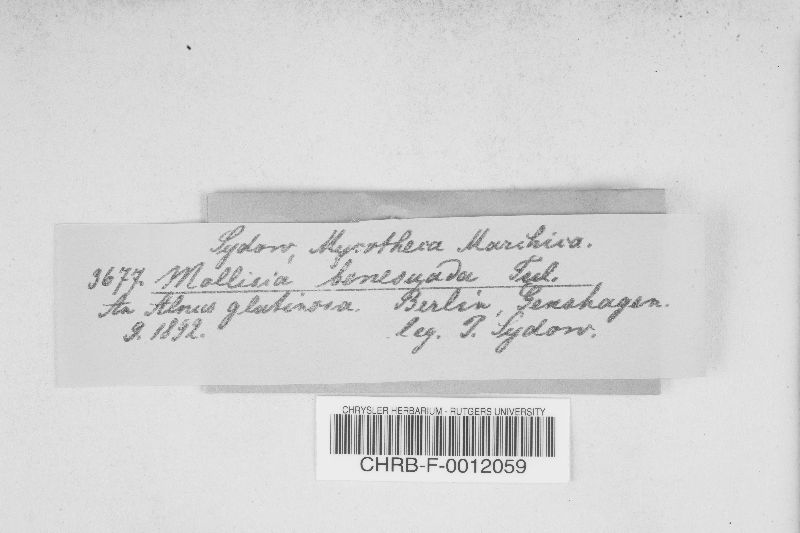 Sydow, Mycotheca Marchica.
3677. Mollisia benesuada Tul.
An Alnus glutinosa. Berlin, Genshagen.
9. 1892. leg. P. Sydow.
CHRYSLER HERBARIUM - RUTGERS UNIVERSITY
CHRB-F-0012059